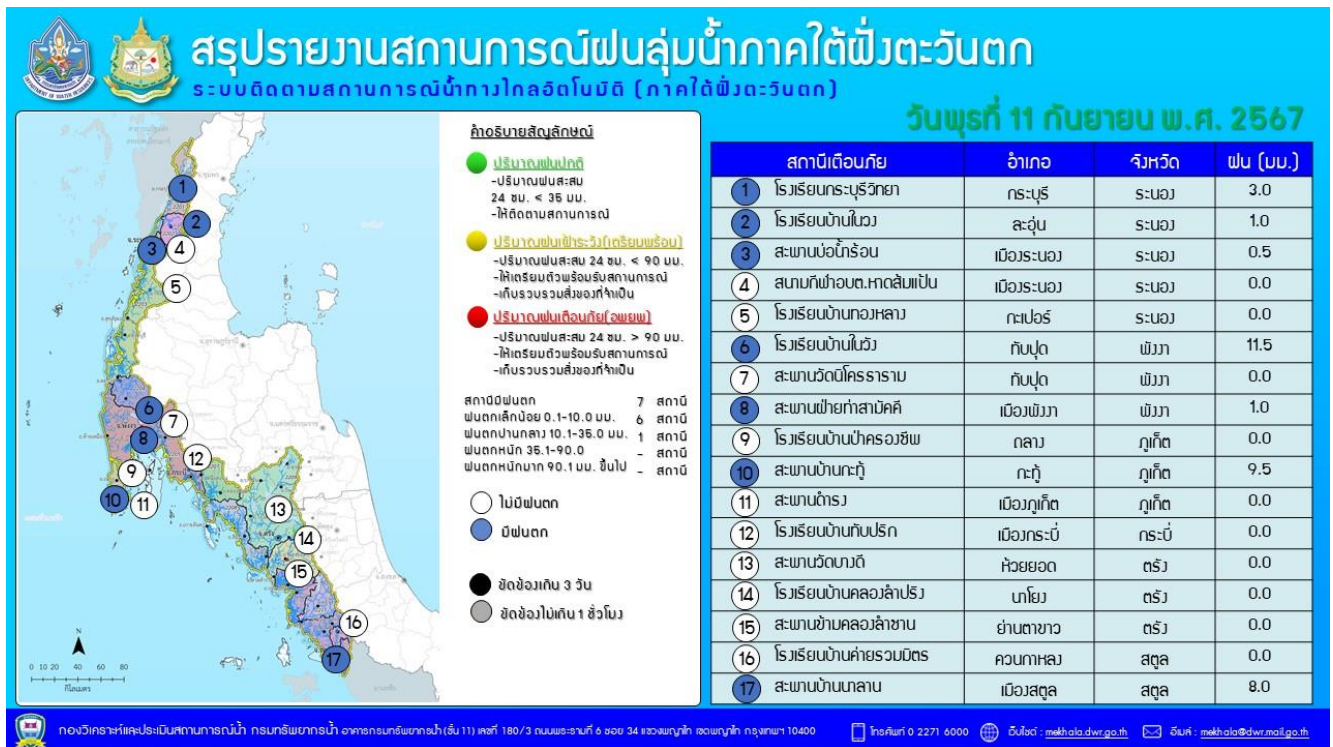 สรุปรายงานสถานการณ์ฝนลุ่มน้ำภาคใต้ฝั่งตะวันตก
ระบบติดตามสถานการณ์น้ำทางไกลอัตโนมัติ (ภาคใต้ฝั่งตะวันตก)
วันพุธที่ 11 กันยายน พ.ศ. 2567
คำอธิบายสัญลักษณ์
ปริมาณฝนปกติ
-ปริมาณฝนสะสม
24 ชม. < 35 มม.
-ให้ติดตามสถานการณ์
ปริมาณฝนเฝ้าระวัง(เตรียมพร้อม)
-ปริมาณฝนสะสม 24 ชม. < 90 มม.
-ให้เตรียมตัวพร้อมรับสถานการณ์
-เก็บรวบรวมสิ่งของที่จำเป็น
ปริมาณฝนเตือนภัย(อพยพ)
-ปริมาณฝนสะสม 24 ชม. > 90 มม.
-ให้เตรียมตัวพร้อมรับสถานการณ์
-เก็บรวบรวมสิ่งของที่จำเป็น
สถานีมีฝนตก 7 สถานี
ฝนตกเล็กน้อย 0.1-10.0 มม. 6 สถานี
ฝนตกปานกลาง 10.1-35.0 มม. 1 สถานี
ฝนตกหนัก 35.1-90.0 - สถานี
ฝนตกหนักมาก 90.1 มม. ขึ้นไป - สถานี
ไม่มีฝนตก
มีฝนตก
ขัดข้องเกิน 3 วัน
ขัดข้องไม่เกิน 1 ชั่วโมง
1
2
3
4
5
6
7
8
9
10
11
12
13
14
15
16
17
N
0 10 20 40 60 80
กิโลเมตร
สถานีเตือนภัย อำเภอ จังหวัด ฝน (มม.)
1 โรงเรียนกระบุรีวิทยา กระบุรี ระนอง 3.0
2 โรงเรียนบ้านในวง ละอุ่น ระนอง 1.0
3 สะพานบ่อน้ำร้อน เมืองระนอง ระนอง 0.5
4 สนามกีฬาอบต.หาดส้มแป้น เมืองระนอง ระนอง 0.0
5 โรงเรียนบ้านทองหลาง กะเปอร์ ระนอง 0.0
6 โรงเรียนบ้านในวัง ทับปุด พังงา 11.5
7 สะพานวัดนิโครธาราม ทับปุด พังงา 0.0
8 สะพานฝ่ายท่าสามัคคี เมืองพังงา พังงา 1.0
9 โรงเรียนบ้านป่าครองชีพ ถลาง ภูเก็ต 0.0
10 สะพานบ้านกะทู้ กะทู้ ภูเก็ต 9.5
11 สะพานดำรง เมืองภูเก็ต ภูเก็ต 0.0
12 โรงเรียนบ้านทับปริก เมืองกระบี่ กระบี่ 0.0
13 สะพานวัดบางดี ห้วยยอด ตรัง 0.0
14 โรงเรียนบ้านคลองลำปริง นาโยง ตรัง 0.0
15 สะพานข้ามคลองลำชาน ย่านตาขาว ตรัง 0.0
16 โรงเรียนบ้านค่ายรวมมิตร ควนกาหลง สตูล 0.0
17 สะพานบ้านนาลาน เมืองสตูล สตูล 8.0
กองวิเคราะห์และประเมินสถานการณ์น้ำ กรมทรัพยากรน้ำ อาคารกรมทรัพยากรน้ำ (ชั้น 11) เลขที่ 180/3 ถนนพระรามที่ 6 ซอย 34 แขวงพญาไท เขตพญาไท กรุงเทพฯ 10400 โทรศัพท์ 0 2271 6000 เว็บไซต์ : mekhala.dwr.go.th อีเมล์ : mekhala@dwr.mail.go.th